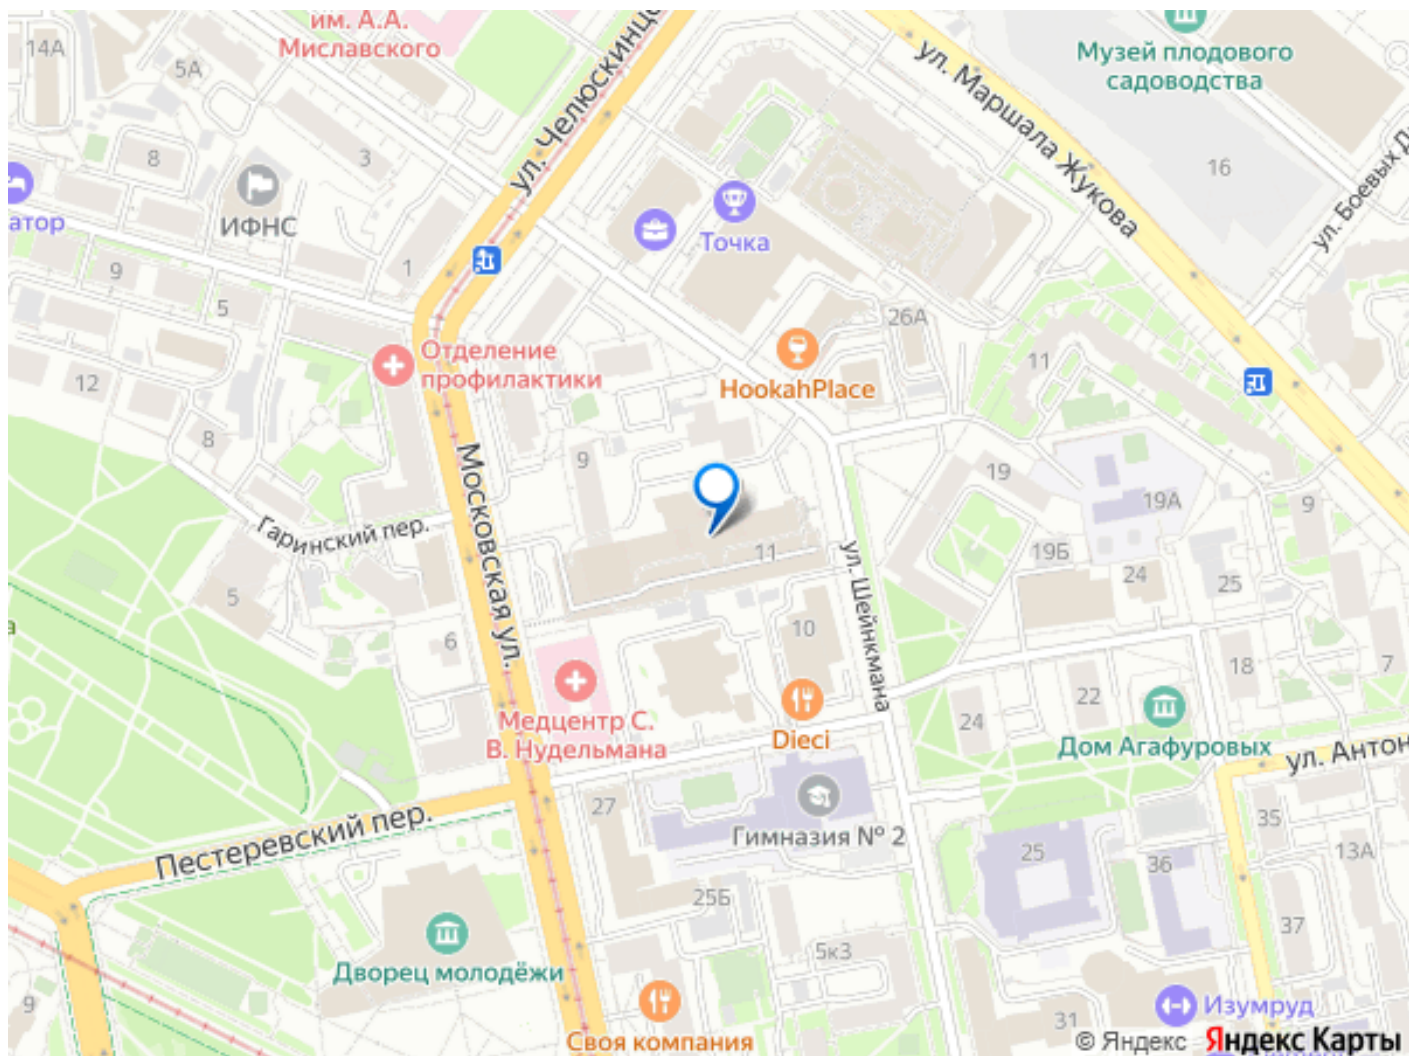 им. А.А.
Миславского
14А
5А
ул. Челюскинце
ул. Маршала Жукова
Музей плодового
садоводства
8
3
16
ул. Боевых Д
атор
ИФНС
Точка
9
1
5
26А
Отделение
профилактики
HookahPlace
11
12
8
9
19
19А
9
Московская ул.
Гаринский пер.
11
ул. Шейнкмана
19Б
24
25
5
а
6
10
18
7
22
24
Медцентр С.
В. Нудельмана
Dieci
Дом Агафуровых
ул. Антон
Пестеревский пер.
27
Гимназия № 2
35
25
36
13А
25Б
37
5к3
Дворец молодёжи
9
Изумруд
31
Своя компания
© Яндекс
Яндекс Карты